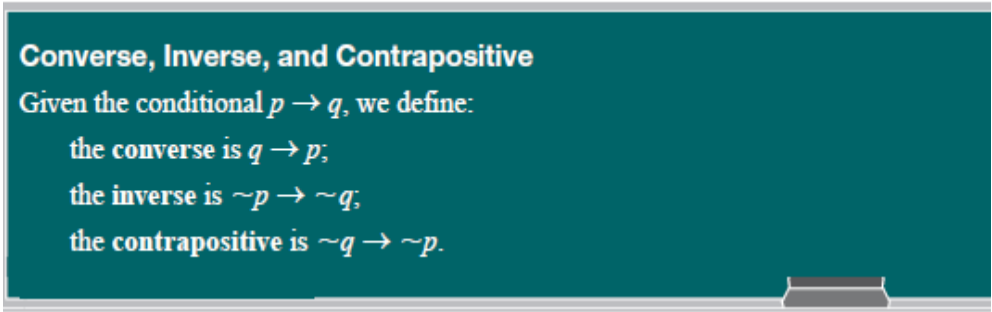 Converse, Inverse, and Contrapositive
Given the conditional p → q, we define:
the converse is q → p;
the inverse is ~p → ~q;
the contrapositive is ~q → ~p.